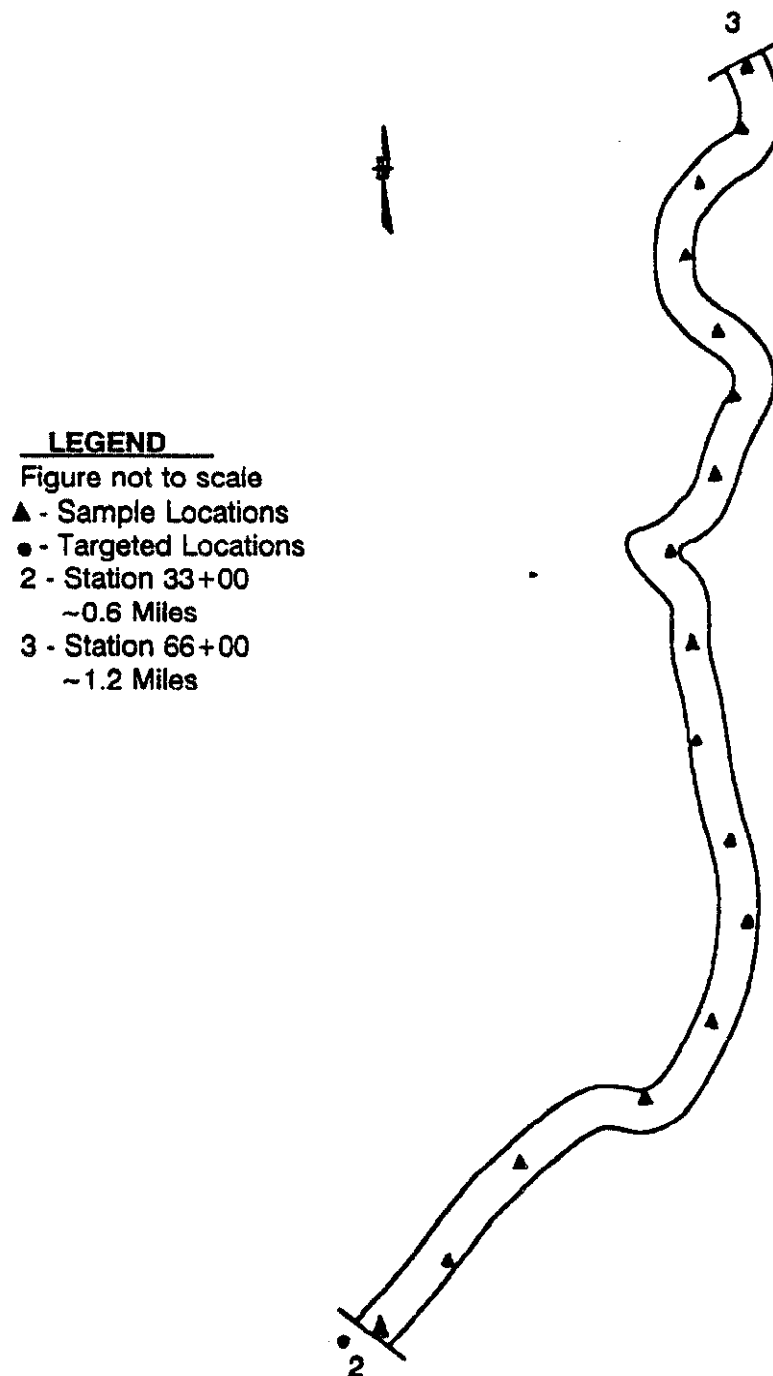 3
LEGEND
Figure not to scale
▲ - Sample Locations
● - Targeted Locations
2 - Station 33+00
~0.6 Miles
3 - Station 66+00
~1.2 Miles
2